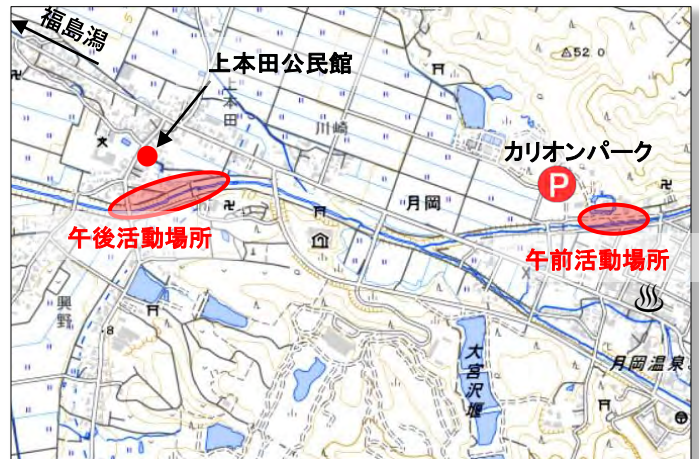 福島潟
上本田公民館
上本田
川崎
△52.0
カリオンパーク
P
月岡
午後活動場所
午前活動場所
興野
8
大宮沢堰
月岡温泉